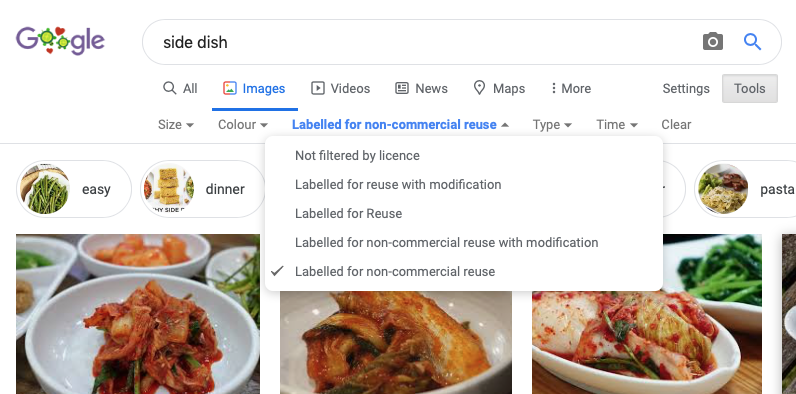 Google
side dish
All Images Videos News Maps More Settings Tools
Size Colour Labelled for non-commercial reuse Type Time Clear
Not filtered by licence
Labelled for reuse with modification
Labelled for Reuse
Labelled for non-commercial reuse with modification
Labelled for non-commercial reuse
easy dinner pasta